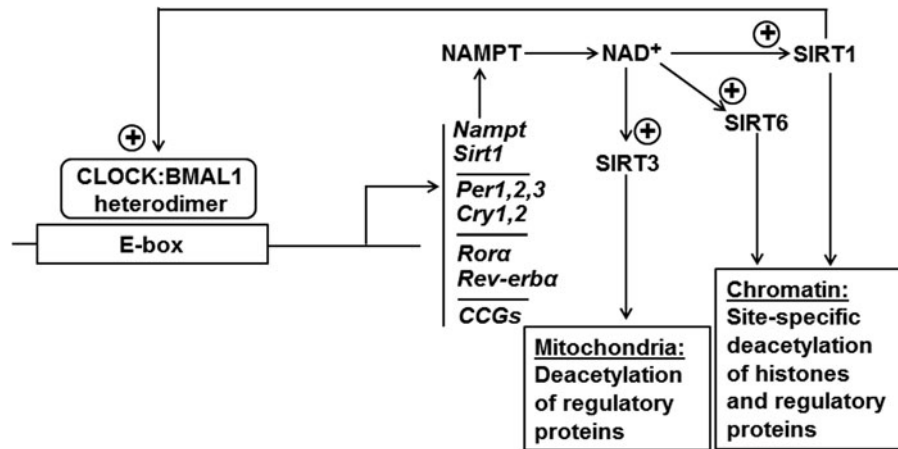 NAMPT
NAD+
SIRT1
SIRT6
SIRT3
Nampt
Sirt1
Per1,2,3
Cry1,2
Rorα
Rev-erbα
CCGs
CLOCK:BMAL1
heterodimer
E-box
Mitochondria:
Deacetylation
of regulatory
proteins
Chromatin:
Site-specific
deacetylation
of histones
and regulatory
proteins